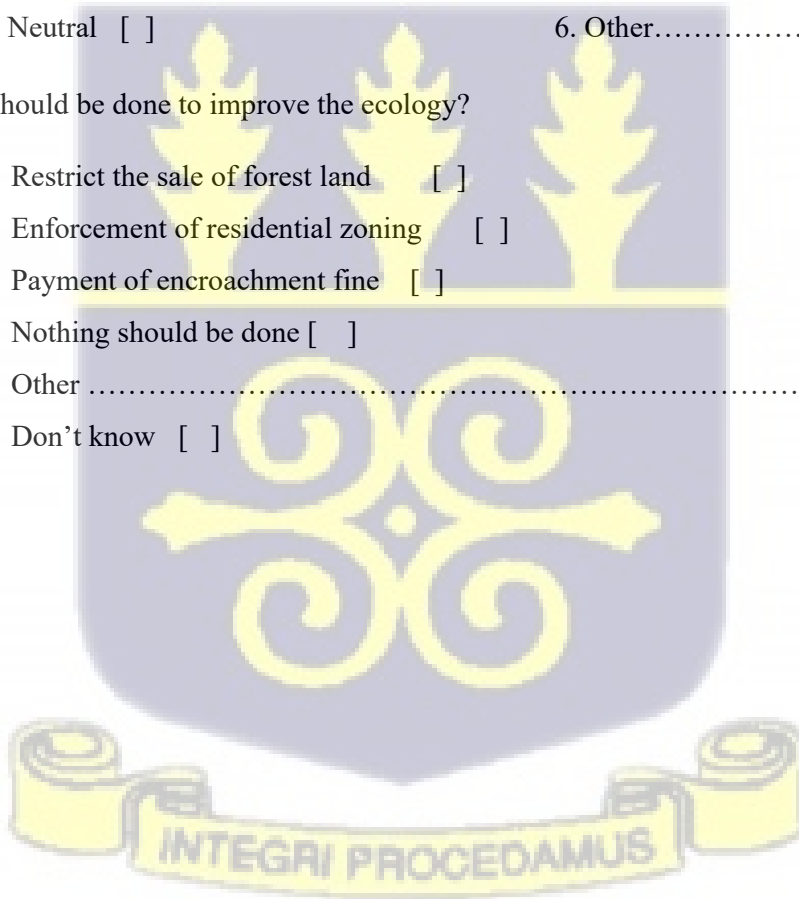 Neutral [ ] 6. Other……………
hould be done to improve the ecology?
Restrict the sale of forest land [ ]
Enforcement of residential zoning [ ]
Payment of encroachment fine [ ]
Nothing should be done [ ]
Other ……………………………………………………………
Don’t know [ ]
INTEGRI PROCEDAMUS